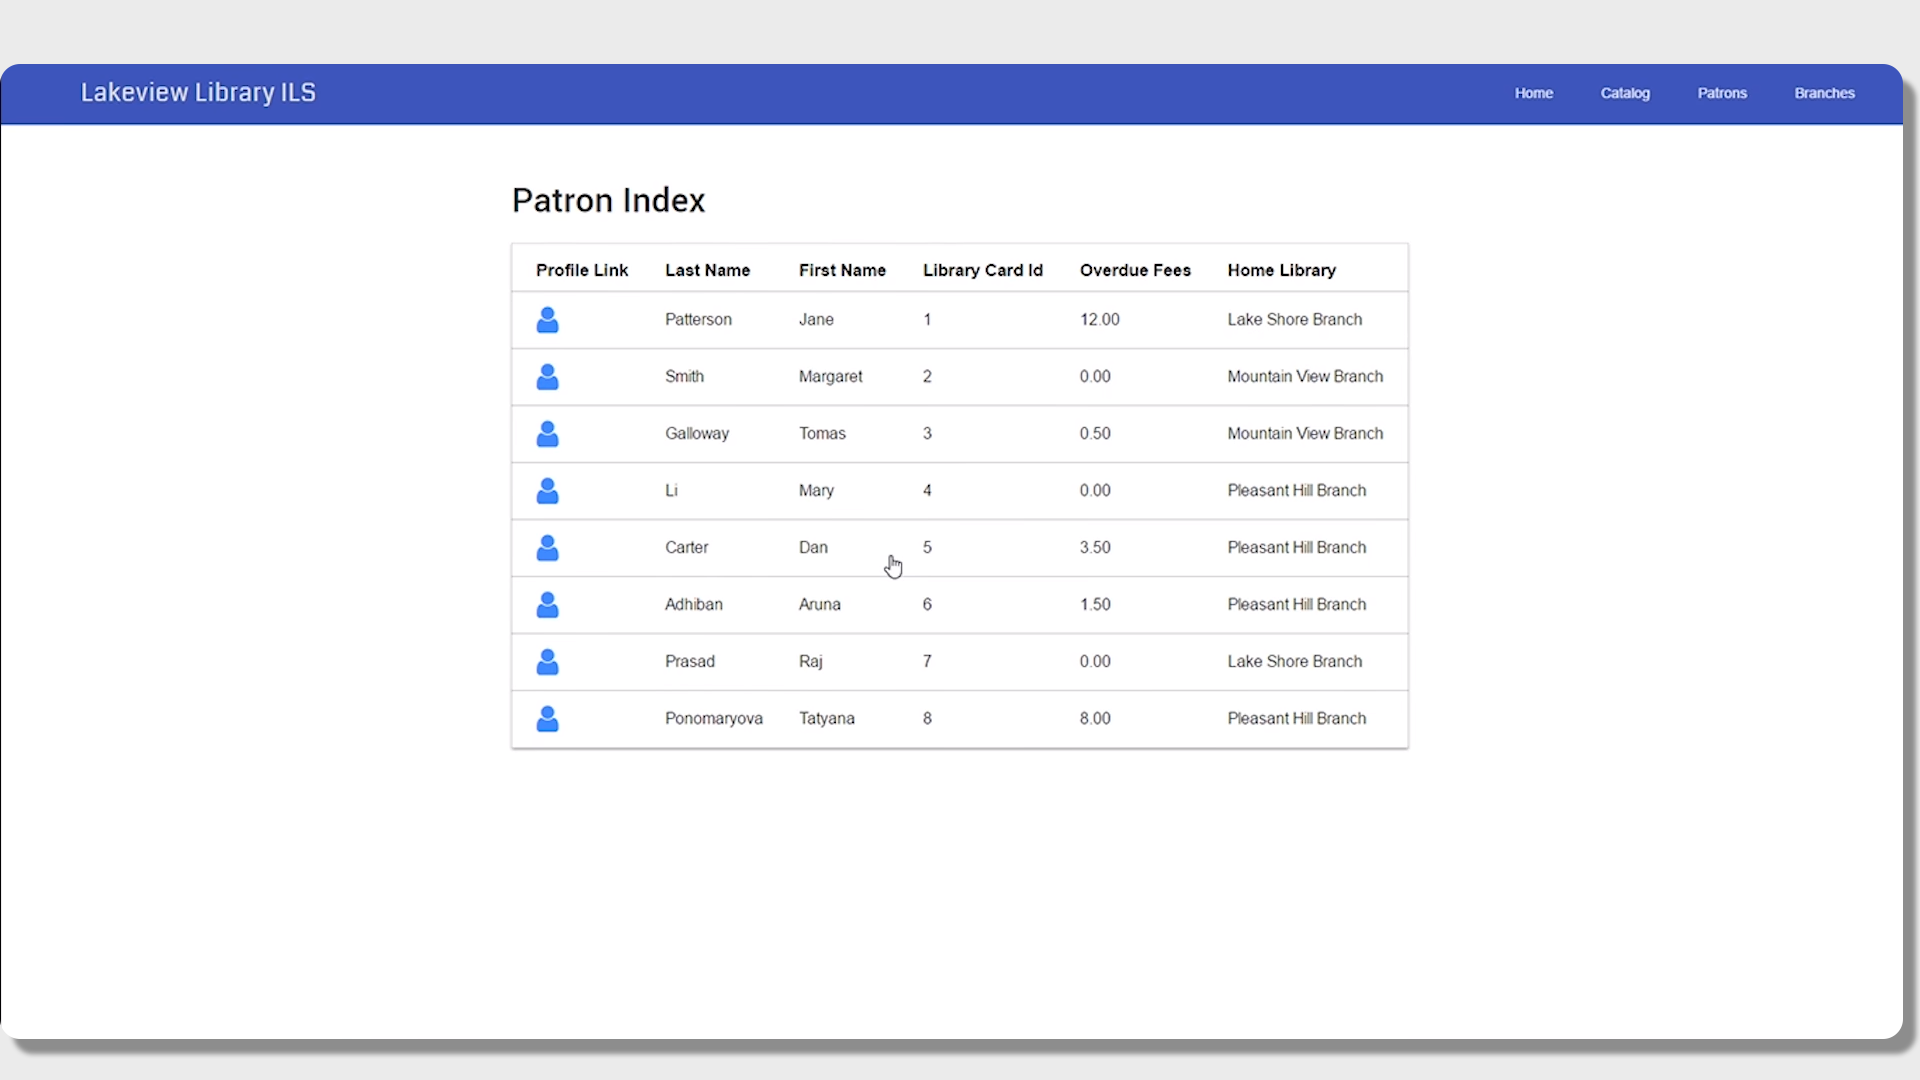 Lakeview Library ILS Home Catalog Patrons Branches
Patron Index
Profile Link Last Name First Name Library Card Id Overdue Fees Home Library
Patterson Jane 1 12.00 Lake Shore Branch
Smith Margaret 2 0.00 Mountain View Branch
Galloway Tomas 3 0.50 Mountain View Branch
Li Mary 4 0.00 Pleasant Hill Branch
Carter Dan 5 3.50 Pleasant Hill Branch
Adhiban Aruna 6 1.50 Pleasant Hill Branch
Prasad Raj 7 0.00 Lake Shore Branch
Ponomaryova Tatyana 8 8.00 Pleasant Hill Branch